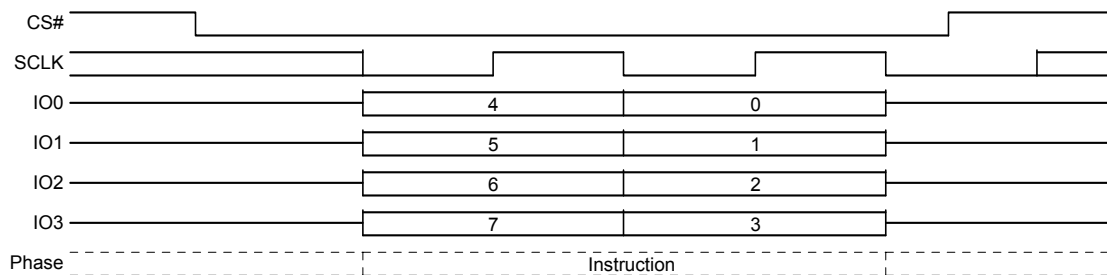 CS#
SCLK
IO0 4 0
IO1 5 1
IO2 6 2
IO3 7 3
Phase Instruction